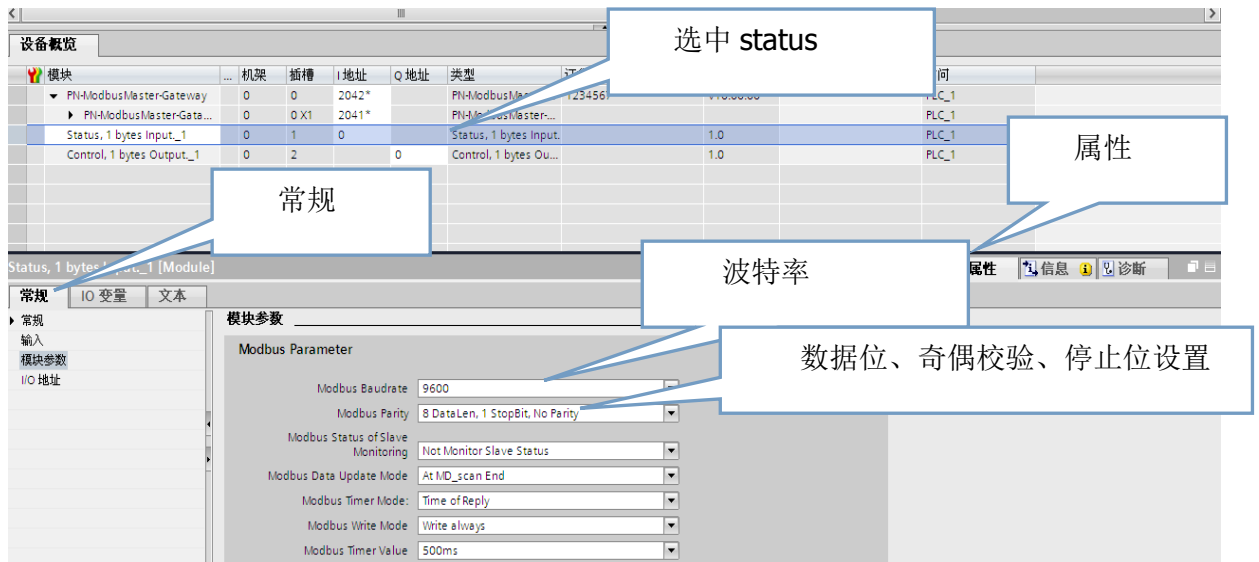 选中 status
设备概览
模块 ... 机架 插槽 I 地址 Q 地址 类型
PN-ModbusMaster-Gateway 0 0 2042* PN-ModbusMas 1234567
PN-ModbusMaster-Gata... 0 0 X1 2041* PN-ModbusMaster-... PLC_1
Status, 1 bytes Input._1 0 1 0 Status, 1 bytes Input. 1.0 PLC_1
Control, 1 bytes Output._1 0 2 0 Control, 1 bytes Ou... 1.0 PLC_1
属性
常规
波特率
Status, 1 bytes Input._1 [Module]
属性 信息 诊断
常规 IO 变量 文本
常规
输入
模块参数
I/O 地址
模块参数
Modbus Parameter
数据位、奇偶校验、停止位设置
Modbus Baudrate 9600
Modbus Parity 8 DataLen, 1 StopBit, No Parity
Modbus Status of Slave
Monitoring Not Monitor Slave Status
Modbus Data Update Mode At MD_scan End
Modbus Timer Mode: Time of Reply
Modbus Write Mode Write always
Modbus Timer Value 500ms